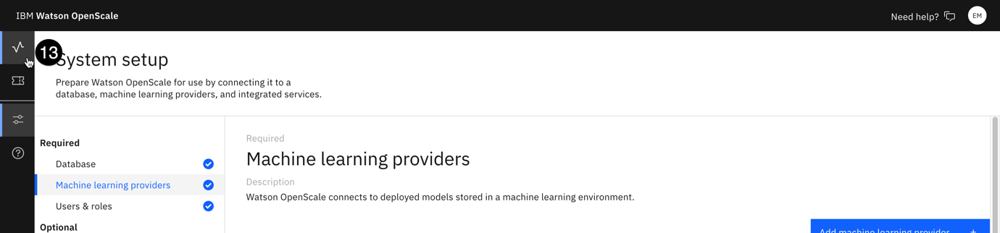 IBM Watson OpenScale
Need help?
EM
13
System setup
Prepare Watson OpenScale for use by connecting it to a
database, machine learning providers, and integrated services.
Required
Database
Machine learning providers
Users & roles
Optional
Required
Machine learning providers
Description
Watson OpenScale connects to deployed models stored in a machine learning environment.
Add machine learning provider +